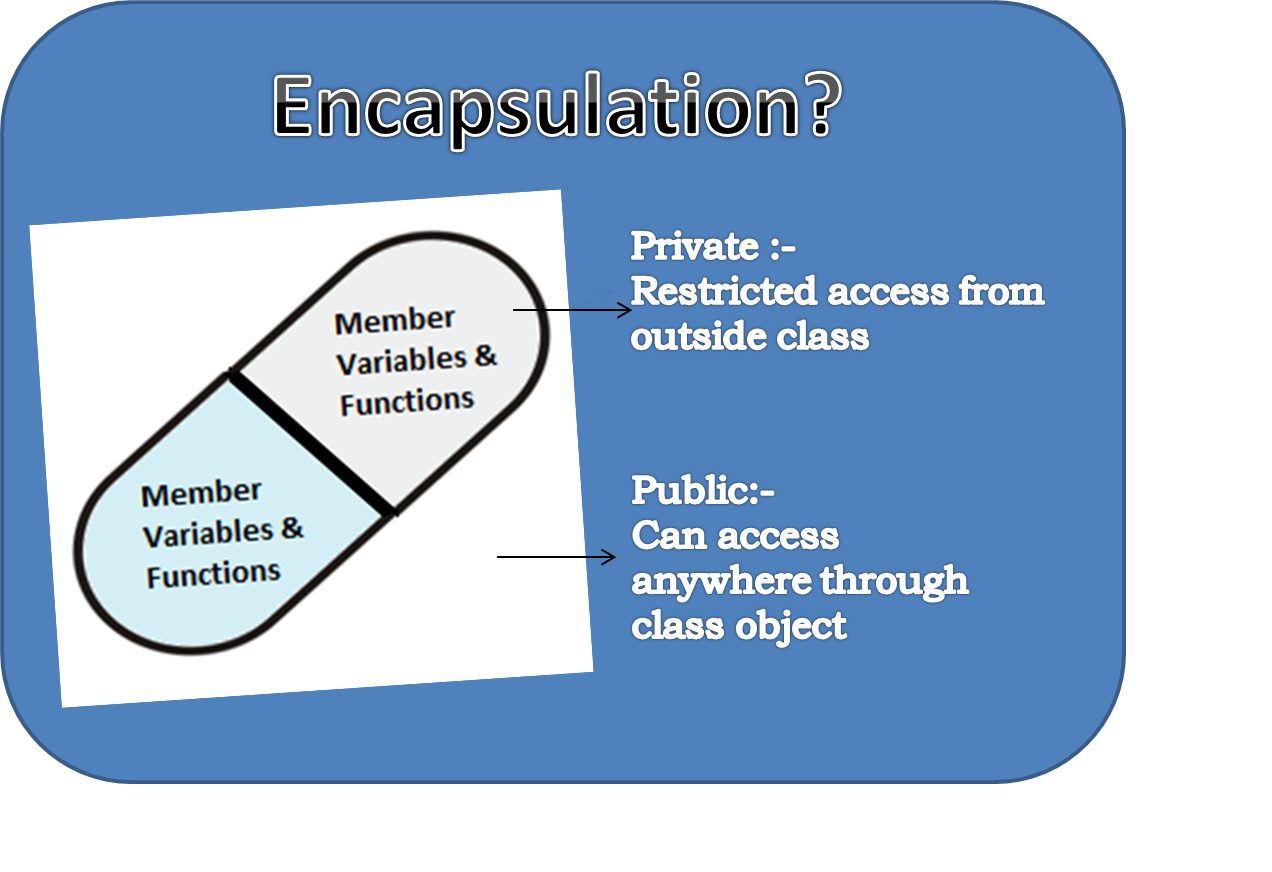 Encapsulation?
Member
Variables &
Functions
Member
Variables &
Functions
Private :-
Restricted access from
outside class
Public:-
Can access
anywhere through
class object